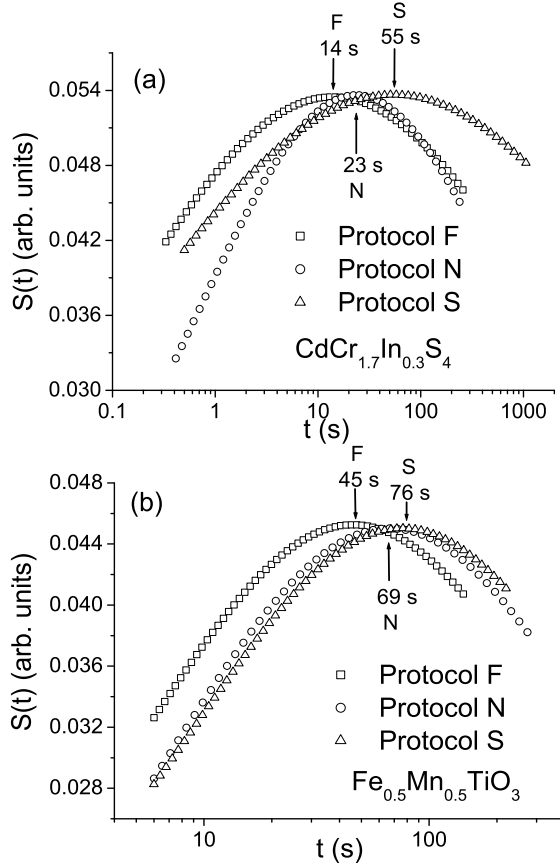 F
14 s
S
55 s
(a)
0.054
0.048
0.042
0.036
0.030
S(t) (arb. units)
23 s
N
Protocol F
Protocol N
Protocol S
CdCr1.7In0.3S4
0.1 1 10 100 1000
t (s)
F
45 s
S
76 s
(b)
0.048
0.044
0.040
0.036
0.032
0.028
S(t) (arb. units)
69 s
N
Protocol F
Protocol N
Protocol S
Fe0.5Mn0.5TiO3
10 100
t (s)